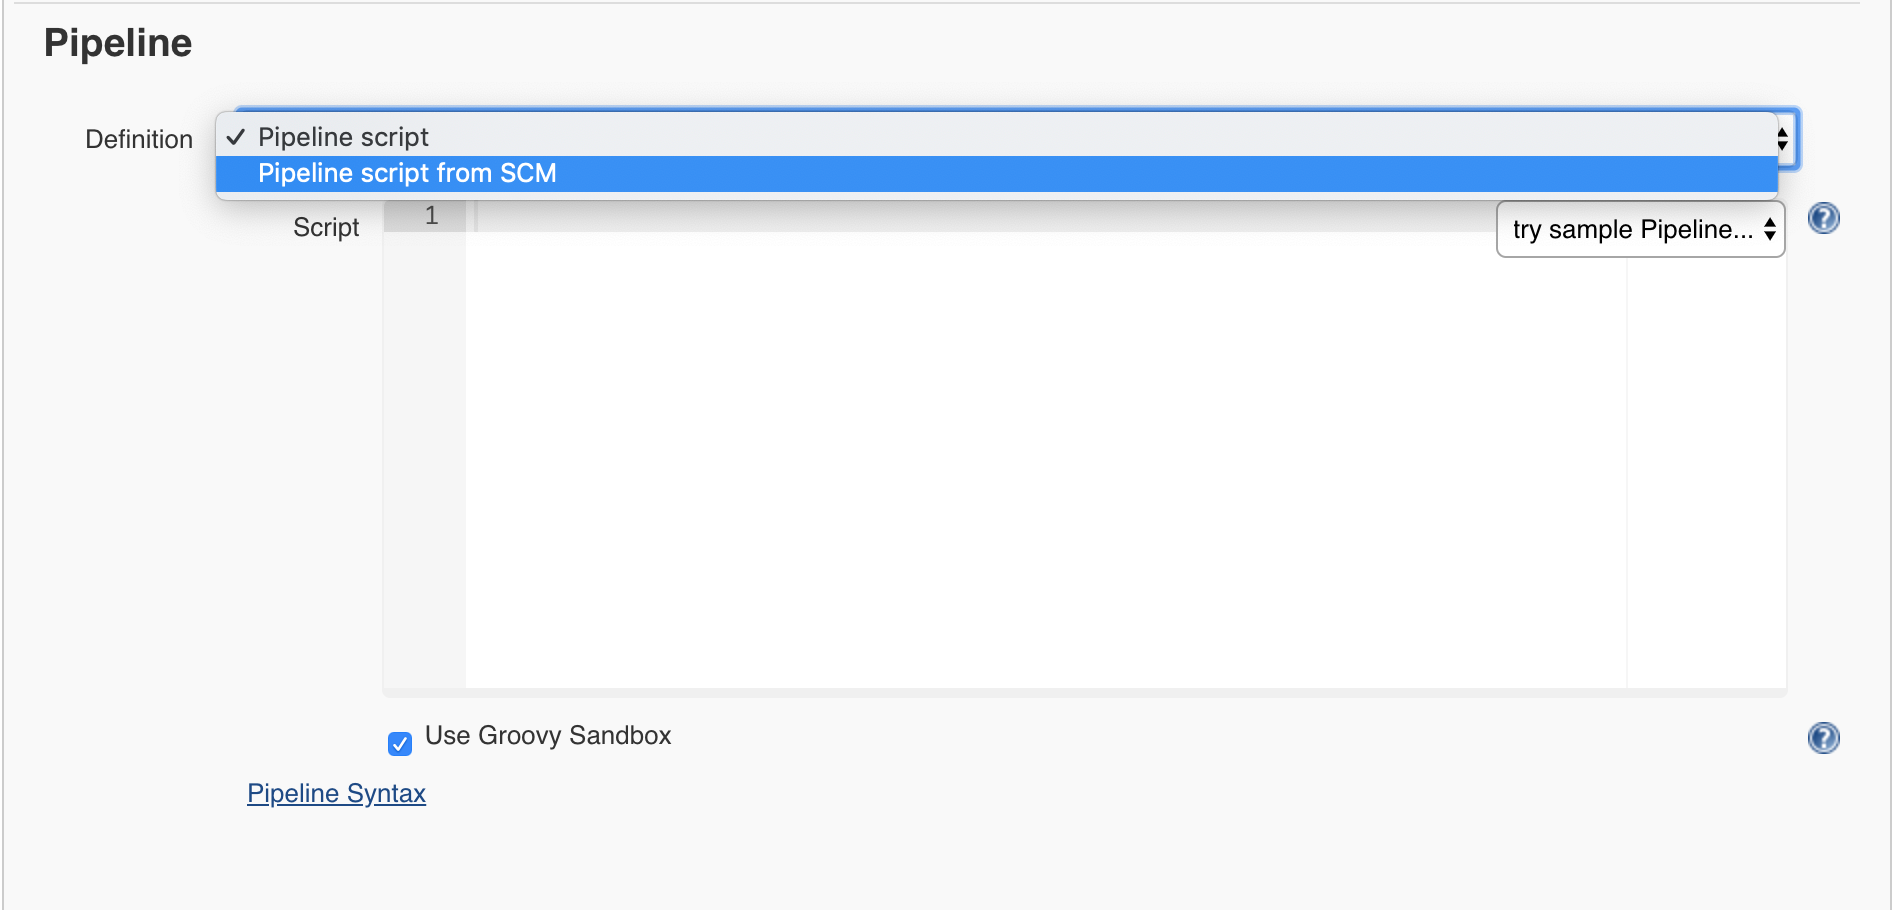 Pipeline
Definition
✓ Pipeline script
Pipeline script from SCM
Script
1
try sample Pipeline...
?
Use Groovy Sandbox
?
Pipeline Syntax